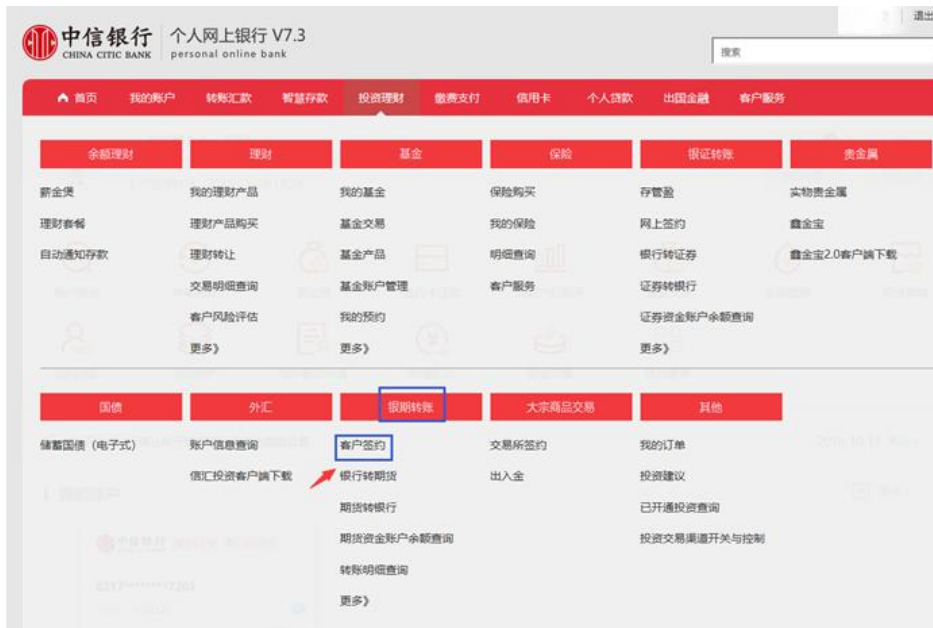 中信银行 个人网上银行 V7.3
CHINA CITIC BANK personal online bank
退出
搜索
首页 我的账户 转账汇款 智慧存款 投资理财 缴费支付 信用卡 个人贷款 出国金融 客户服务
余额理财 理财 基金 保险 银证转账 贵金属
薪金煲 我的理财产品 我的基金 保险购买 存管盈 实物贵金属
理财套餐 理财产品购买 基金交易 我的保险 网上签约 鑫金宝
自动通知存款 理财转让 基金产品 明细查询 银行转证券 鑫金宝2.0客户端下载
交易明细查询 基金账户管理 客户服务 证券转银行
客户风险评估 我的预约 证券资金账户余额查询
更多》 更多》 更多》
国债 外汇 银期转账 大宗商品交易 其他
储蓄国债（电子式） 账户信息查询 客户签约 交易所签约 我的订单
信汇投资客户端下载 银行转期货 出入金 投资建议
期货转银行 已开通投资查询
期货资金账户余额查询 投资交易渠道开关与控制
转账明细查询
更多》